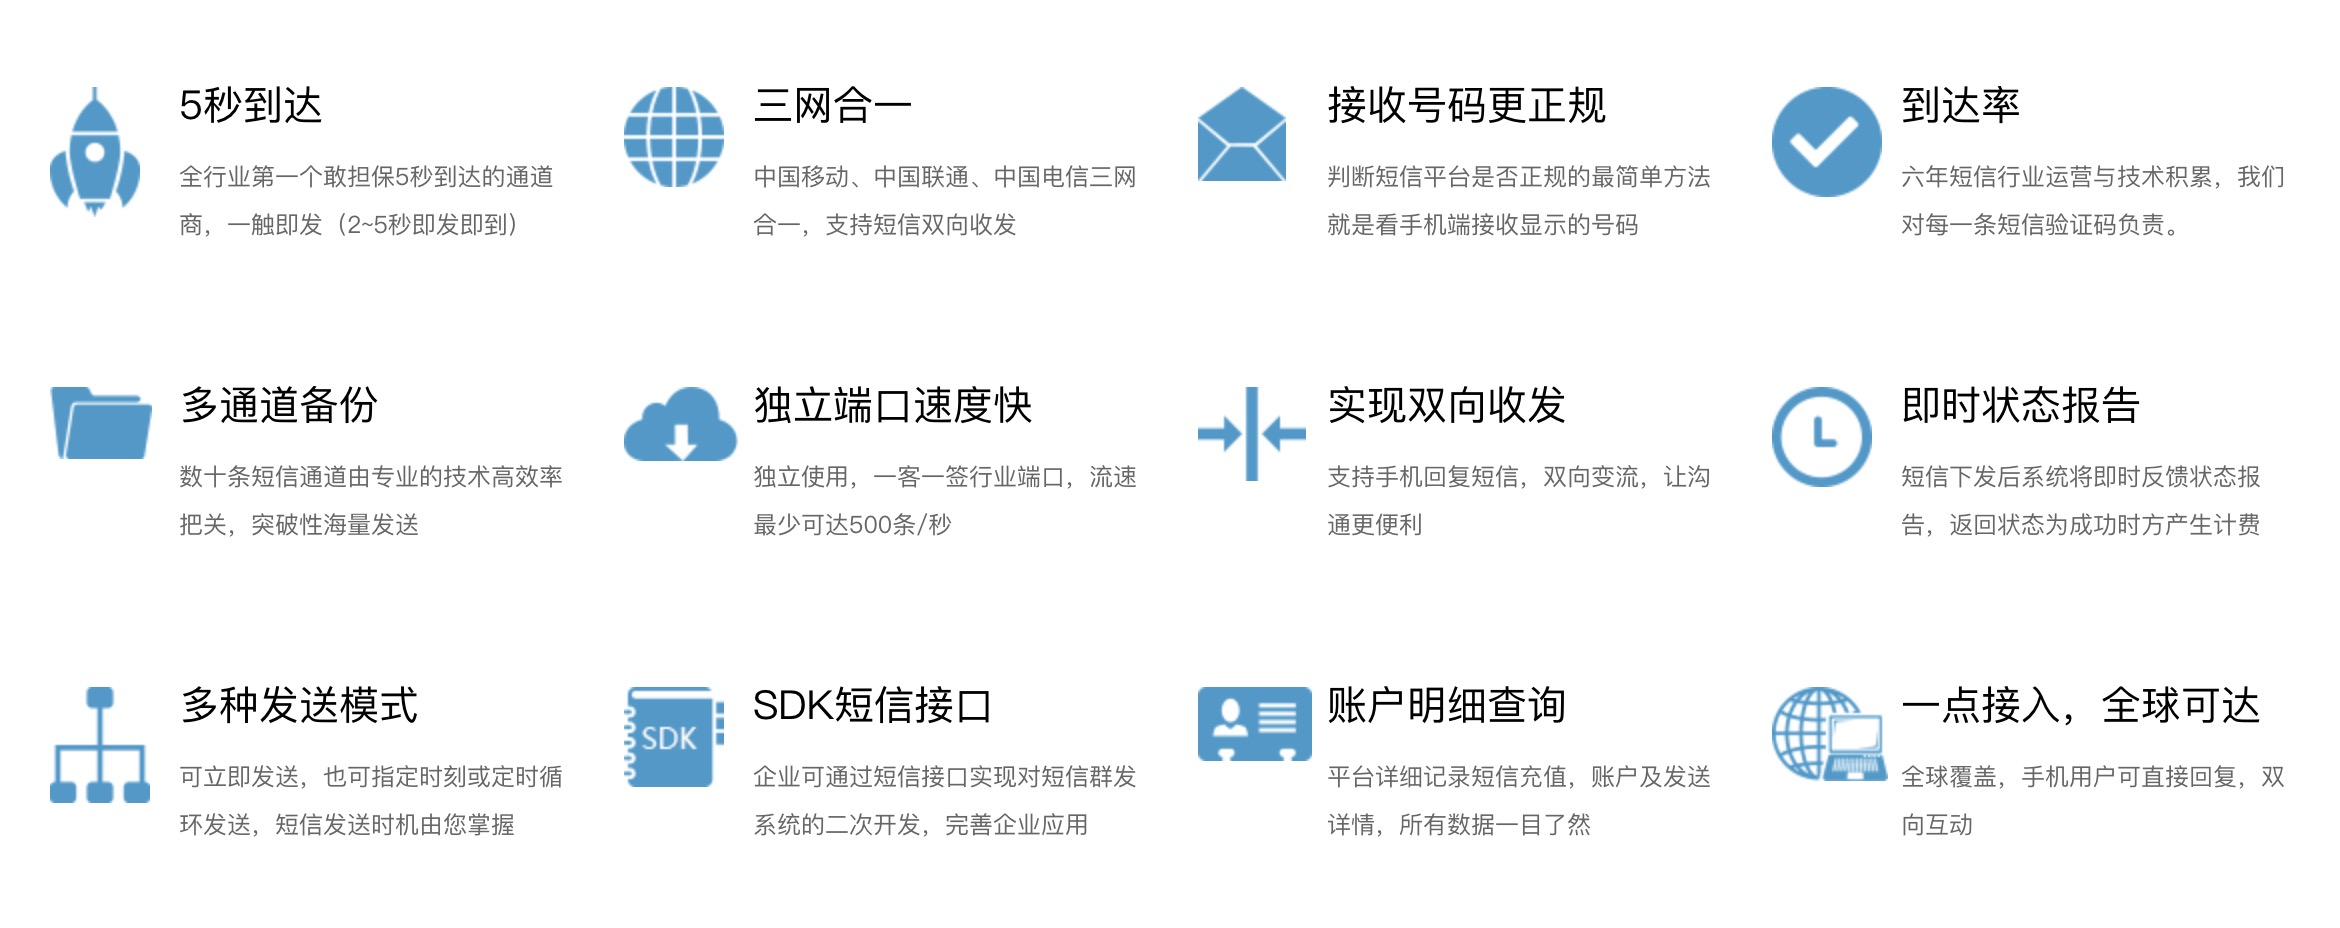 5秒到达
全行业第一个敢担保5秒到达的通道
商，一触即发（2~5秒即发即到）
三网合一
中国移动、中国联通、中国电信三网
合一，支持短信双向收发
接收号码更正规
判断短信平台是否正规的最简单方法
就是看手机端接收显示的号码
到达率
六年短信行业运营与技术积累，我们
对每一条短信验证码负责。
多通道备份
数十条短信通道由专业的技术高效率
把关，突破性海量发送
独立端口速度快
独立使用，一客一签行业端口，流速
最少可达500条/秒
实现双向收发
支持手机回复短信，双向变流，让沟
通更便利
即时状态报告
短信下发后系统将即时反馈状态报
告，返回状态为成功时方产生计费
多种发送模式
可立即发送，也可指定时刻或定时循
环发送，短信发送时机由您掌握
SDK
SDK短信接口
企业可通过短信接口实现对短信群发
系统的二次开发，完善企业应用
账户明细查询
平台详细记录短信充值，账户及发送
详情，所有数据一目了然
一点接入，全球可达
全球覆盖，手机用户可直接回复，双
向互动